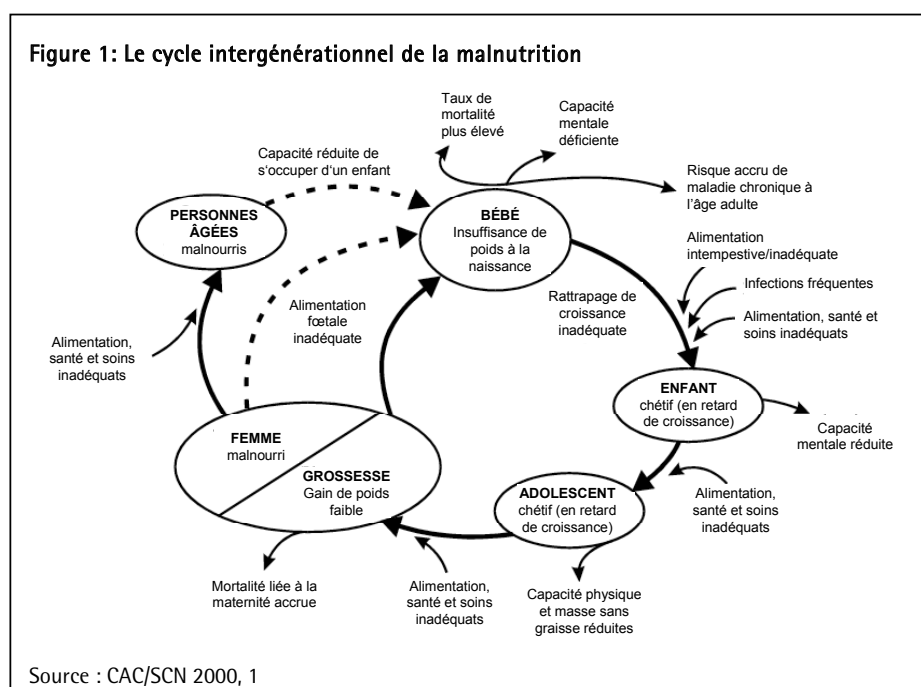 Figure 1: Le cycle intergénérationnel de la malnutrition
Taux de
mortalité
plus élevé
Capacité
mentale
déficiente
Capacité réduite de
s‘occuper d‘un enfant
Risque accru de
maladie chronique à
l’âge adulte
PERSONNES
ÂGÉES
malnourris
BÉBÉ
Insuffisance de
poids à la
naissance
Alimentation
intempestive/inadéquate
Infections fréquentes
Rattrapage de
croissance
inadéquate
Alimentation, santé et
soins inadéquats
Alimentation
fœtale
inadéquate
Alimentation,
santé et soins
inadéquats
ENFANT
chétif (en retard
de croissance)
Capacité
mentale réduite
FEMME
malnourri
GROSSESSE
Gain de poids
faible
ADOLESCENT
chétif (en retard
de croissance)
Alimentation,
santé et soins
inadéquats
Mortalité liée à la
maternité accrue
Alimentation,
santé et soins
inadéquats
Capacité physique
et masse sans
graisse réduites
Source : CAC/SCN 2000, 1